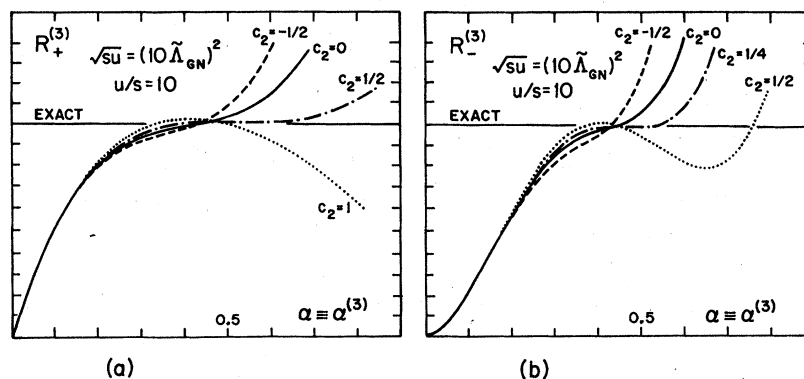 R₊⁽³⁾
√su = (10 Λ̃_GN)²
u/s = 10
c₂=-1/2
c₂=0
c₂=1/2
EXACT
c₂=1
0.5
α ≡ α⁽³⁾
(a)
R₋⁽³⁾
√su = (10 Λ̃_GN)²
u/s = 10
c₂=-1/2
c₂=0
c₂=1/4
c₂=1/2
EXACT
0.5
α ≡ α⁽³⁾
(b)